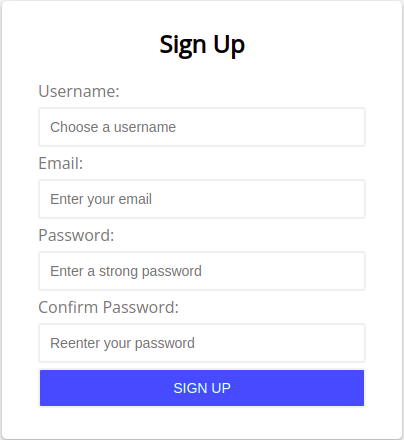 Sign Up
Username:
Choose a username
Email:
Enter your email
Password:
Enter a strong password
Confirm Password:
Reenter your password
SIGN UP